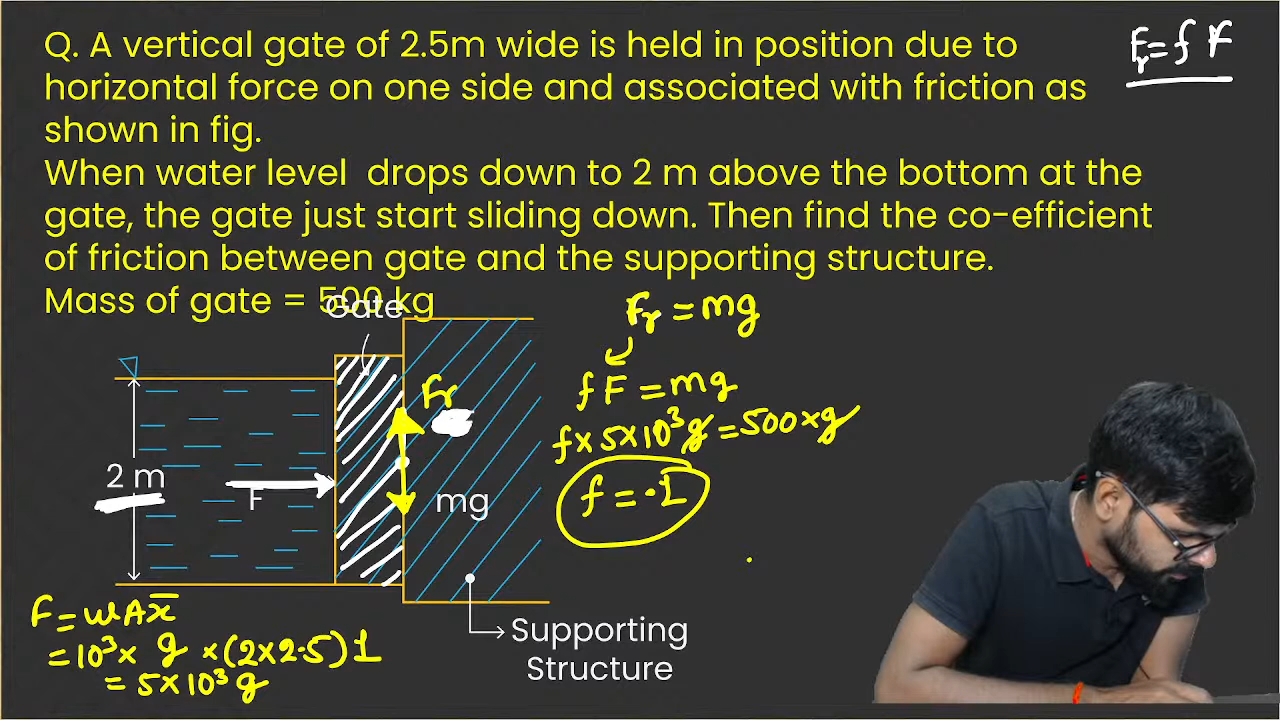 Q. A vertical gate of 2.5m wide is held in position due to
horizontal force on one side and associated with friction as
shown in fig.
When water level drops down to 2 m above the bottom at the
gate, the gate just start sliding down. Then find the co-efficient
of friction between gate and the supporting structure.
Mass of gate = 500 kg
Fr = f F
Gate
Fr = mg
f F = mg
f × 5×10³g = 500×g
f = .1
Fr
2 m
F
mg
F = wAx̄
= 10³ × g × (2×2.5) 1
= 5×10³ g
Supporting
Structure